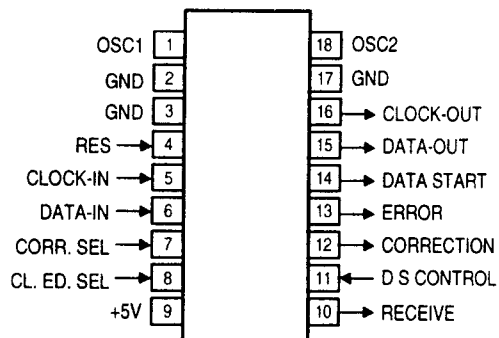 OSC1 1 18 OSC2
GND 2 17 GND
GND 3 16 CLOCK-OUT
RES 4 15 DATA-OUT
CLOCK-IN 5 14 DATA START
DATA-IN 6 13 ERROR
CORR. SEL 7 12 CORRECTION
CL. ED. SEL 8 11 D S CONTROL
+5V 9 10 RECEIVE